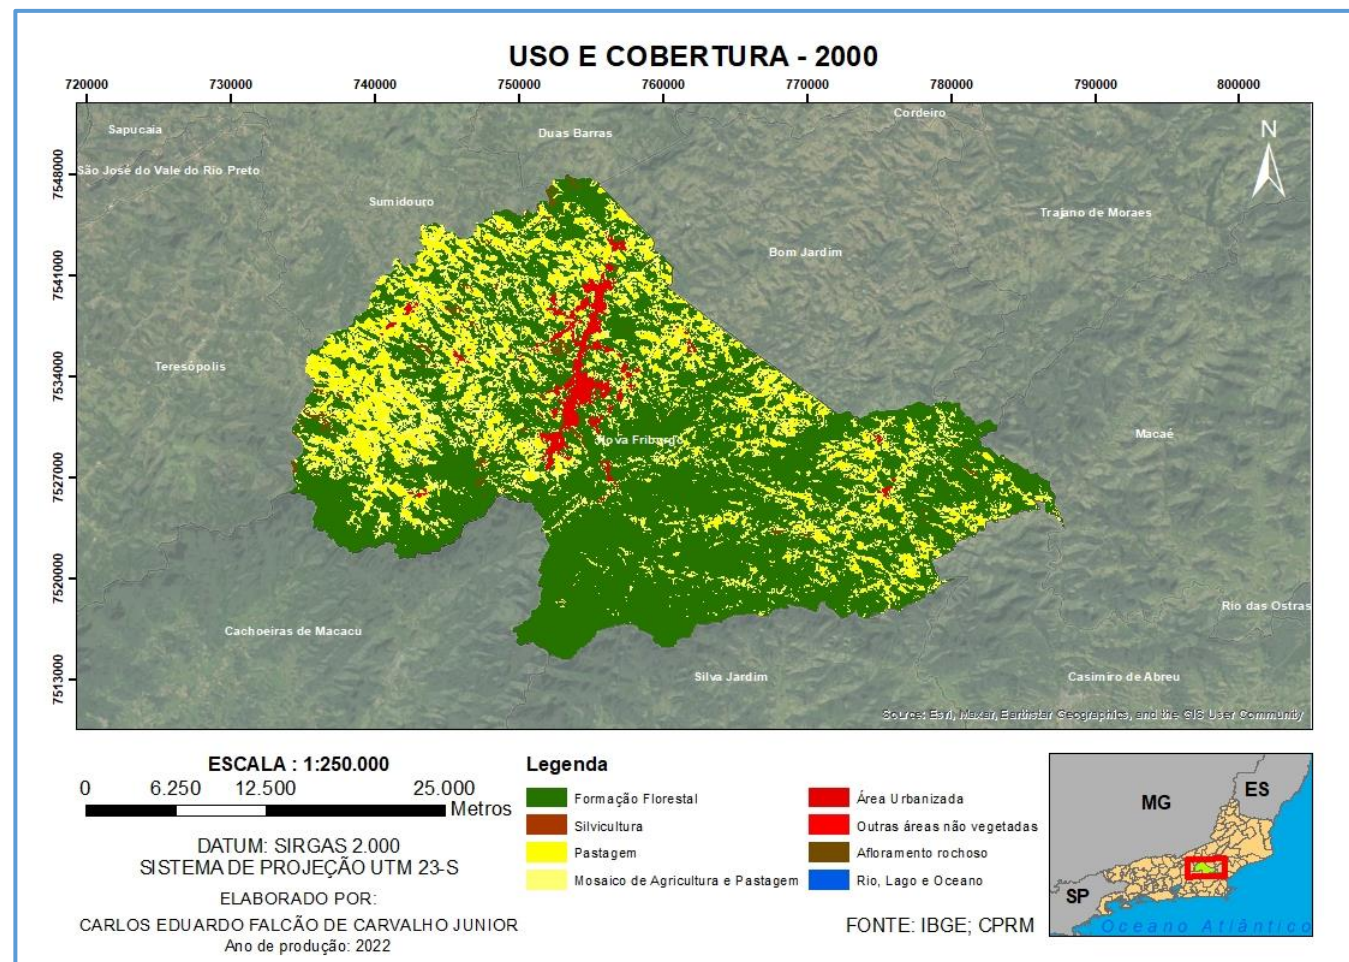 USO E COBERTURA - 2000
720000 730000 740000 750000 760000 770000 780000 790000 800000
7548000
7541000
7534000
7527000
7520000
7513000
Cordeiro
Sapucaia
Duas Barras
N
São José do Vale do Rio Preto
Sumidouro
Trajano de Moraes
Bom Jardim
Teresópolis
Macaé
Nova Friburgo
Rio das Ostras
Cachoeiras de Macacu
Silva Jardim
Casimiro de Abreu
Source: Esri, Maxar, Earthstar Geographics, and the GIS User Community
ESCALA : 1:250.000
0 6.250 12.500 25.000
Metros
DATUM: SIRGAS 2.000
SISTEMA DE PROJEÇÃO UTM 23-S
ELABORADO POR:
CARLOS EDUARDO FALCÃO DE CARVALHO JUNIOR
Ano de produção: 2022
Legenda
Formação Florestal
Silvicultura
Pastagem
Mosaico de Agricultura e Pastagem
Área Urbanizada
Outras áreas não vegetadas
Afloramento rochoso
Rio, Lago e Oceano
FONTE: IBGE; CPRM
MG
ES
SP
Oceano Atlântico